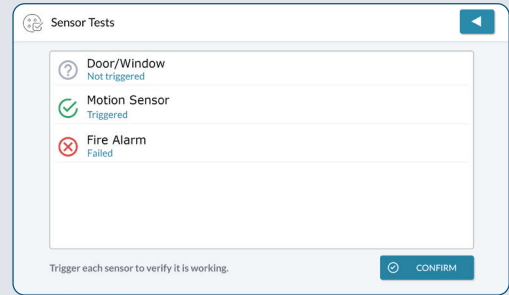 Sensor Tests
Door/Window
Not triggered
Motion Sensor
Triggered
Fire Alarm
Failed
Trigger each sensor to verify it is working.
CONFIRM